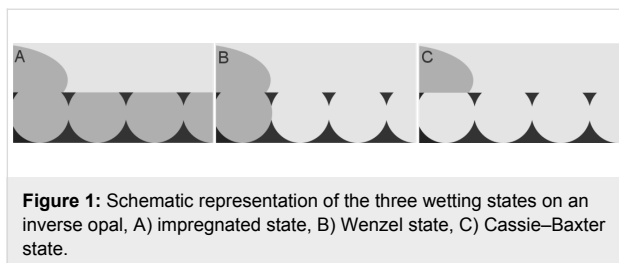 A
B
C
Figure 1: Schematic representation of the three wetting states on an
inverse opal, A) impregnated state, B) Wenzel state, C) Cassie–Baxter
state.